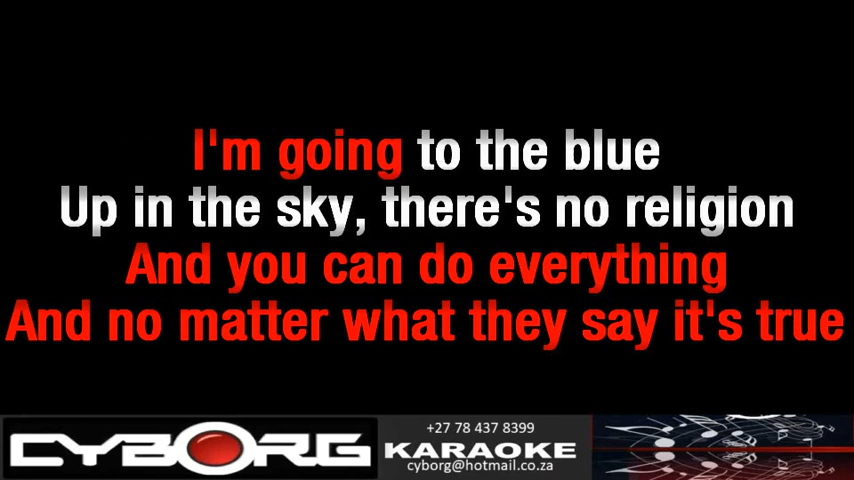 I'm going to the blue
Up in the sky, there's no religion
And you can do everything
And no matter what they say it's true
CYBORG
+27 78 437 8399
KARAOKE
cyborg@hotmail.co.za